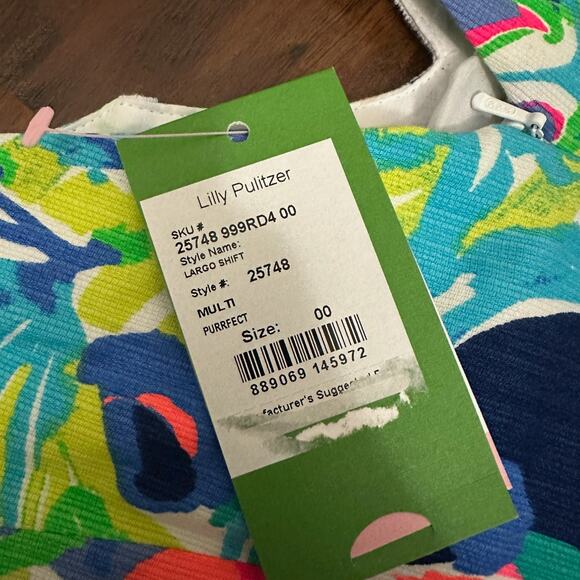 Lilly Pulitzer
SKU #
25748 999RD4 00
Style Name:
LARGO SHIFT
Style #: 25748
MULTI
PURRFECT
Size: 00
889069 145972
facturer's Suggested